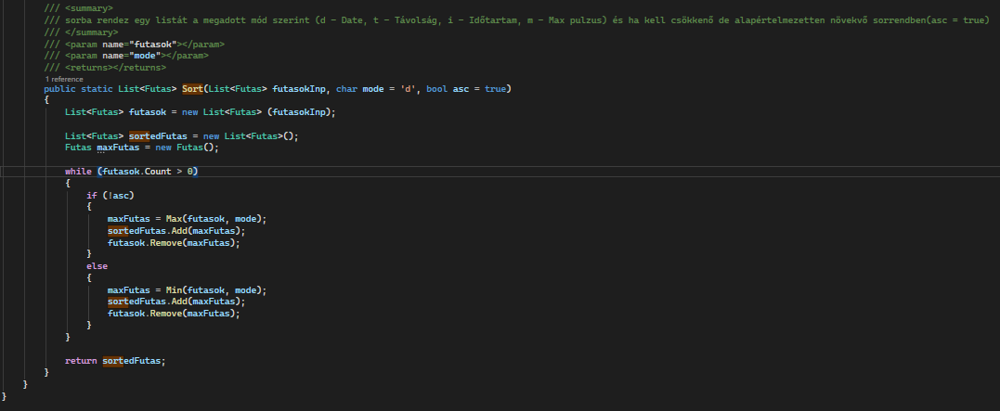 /// <summary>
/// sorba rendez egy listát a megadott mód szerint (d - Date, t - Távolság, i - Időtartam, m - Max pulzus) és ha kell csökkenő de alapértelmezetten növekvő sorrendben(asc = true)
/// </summary>
/// <param name="futasok"></param>
/// <param name="mode"></param>
/// <returns></returns>
1 reference
public static List<Futas> Sort(List<Futas> futasokInp, char mode = 'd', bool asc = true)
{
List<Futas> futasok = new List<Futas> (futasokInp);
List<Futas> sortedFutas = new List<Futas>();
Futas maxFutas = new Futas();
while (futasok.Count > 0)
{
if (!asc)
{
maxFutas = Max(futasok, mode);
sortedFutas.Add(maxFutas);
futasok.Remove(maxFutas);
}
else
{
maxFutas = Min(futasok, mode);
sortedFutas.Add(maxFutas);
futasok.Remove(maxFutas);
}
}
return sortedFutas;
}
}
}